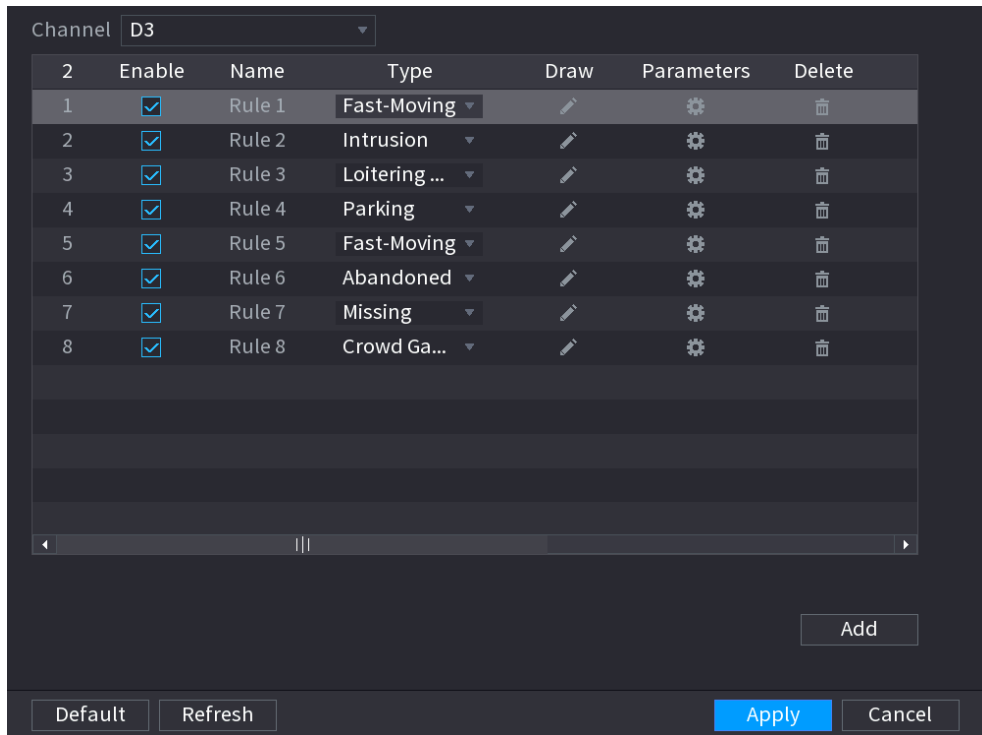 Channel D3
2 Enable Name Type Draw Parameters Delete
1 Rule 1 Fast-Moving
2 Rule 2 Intrusion
3 Rule 3 Loitering ...
4 Rule 4 Parking
5 Rule 5 Fast-Moving
6 Rule 6 Abandoned
7 Rule 7 Missing
8 Rule 8 Crowd Ga...
Add
Default Refresh Apply Cancel